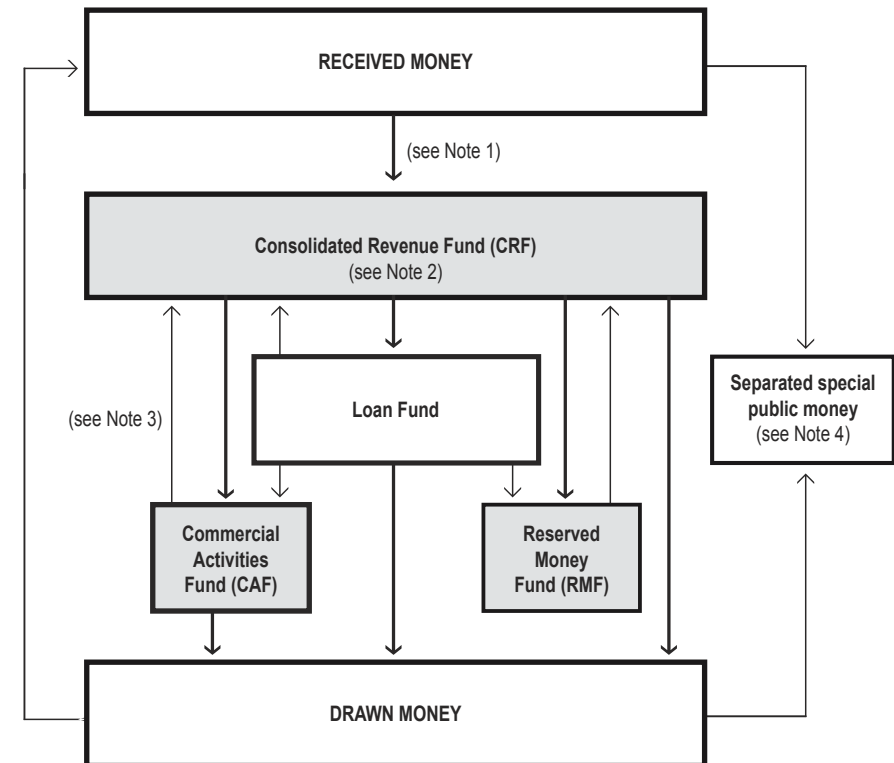 RECEIVED MONEY
(see Note 1)
Consolidated Revenue Fund (CRF)
(see Note 2)
Loan Fund
(see Note 3)
Separated special
public money
(see Note 4)
Commercial
Activities
Fund (CAF)
Reserved
Money
Fund (RMF)
DRAWN MONEY